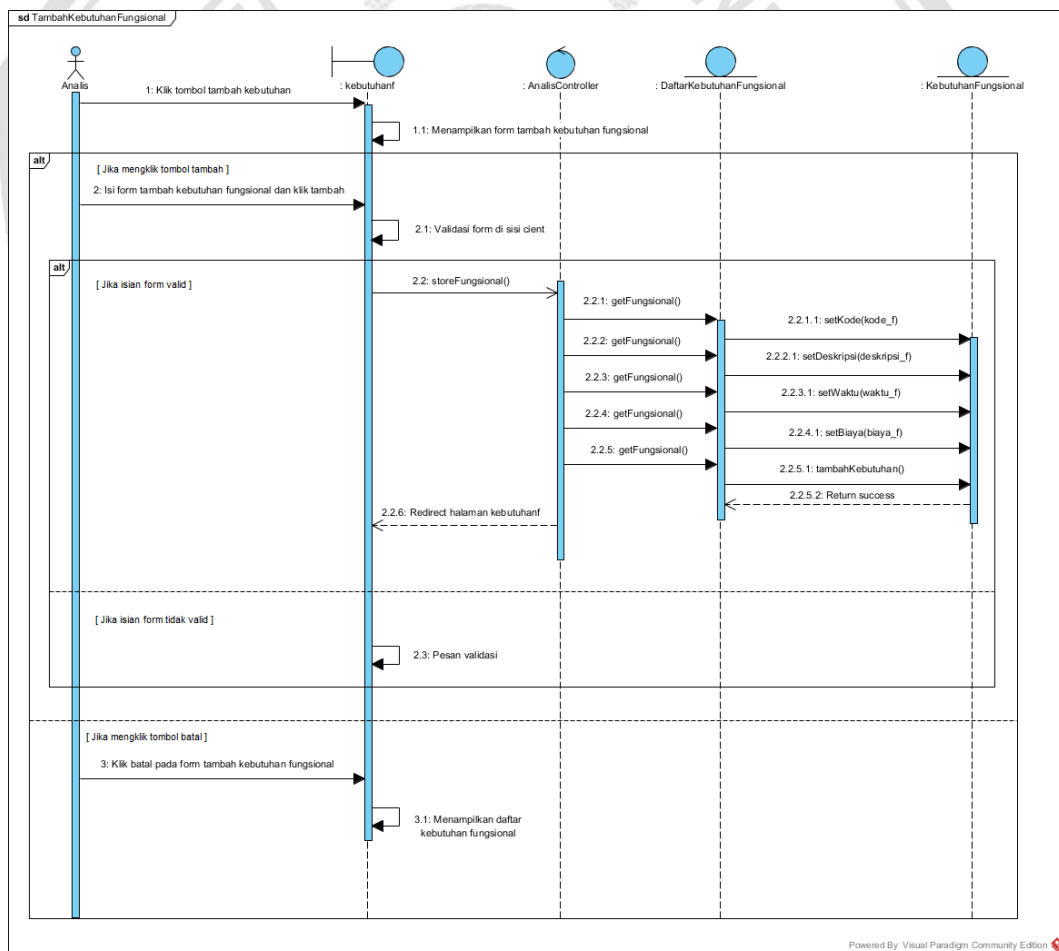 sd TambahKebutuhanFungsional
Analis
: kebutuhanf
: AnalisController
: DaftarKebutuhanFungsional
: KebutuhanFungsional
1: Klik tombol tambah kebutuhan
1.1: Menampilkan form tambah kebutuhan fungsional
alt
[ Jika mengklik tombol tambah ]
2: Isi form tambah kebutuhan fungsional dan klik tambah
2.1: Validasi form di sisi cient
alt
[ Jika isian form valid ]
2.2: storeFungsional()
2.2.1: getFungsional()
2.2.1.1: setKode(kode_f)
2.2.2: getFungsional()
2.2.2.1: setDeskripsi(deskripsi_f)
2.2.3: getFungsional()
2.2.3.1: setWaktu(waktu_f)
2.2.4: getFungsional()
2.2.4.1: setBiaya(biaya_f)
2.2.5: getFungsional()
2.2.5.1: tambahKebutuhan()
2.2.5.2: Return success
2.2.6: Redirect halaman kebutuhanf
[ Jika isian form tidak valid ]
2.3: Pesan validasi
[ Jika mengklik tombol batal ]
3: Klik batal pada form tambah kebutuhan fungsional
3.1: Menampilkan daftar
kebutuhan fungsional
Powered By Visual Paradigm Community Edition